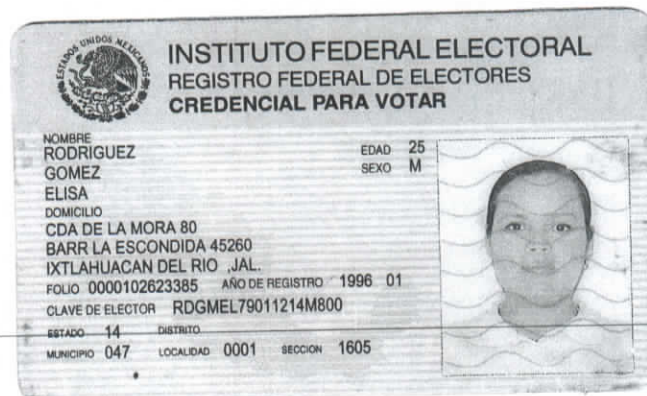 ESTADOS UNIDOS MEXICANOS
INSTITUTO FEDERAL ELECTORAL
REGISTRO FEDERAL DE ELECTORES
CREDENCIAL PARA VOTAR
NOMBRE
RODRIGUEZ EDAD 25
GOMEZ SEXO M
ELISA
DOMICILIO
CDA DE LA MORA 80
BARR LA ESCONDIDA 45260
IXTLAHUACAN DEL RIO ,JAL.
FOLIO 0000102623385 AÑO DE REGISTRO 1996 01
CLAVE DE ELECTOR RDGMEL79011214M800
ESTADO 14 DISTRITO
MUNICIPIO 047 LOCALIDAD 0001 SECCION 1605